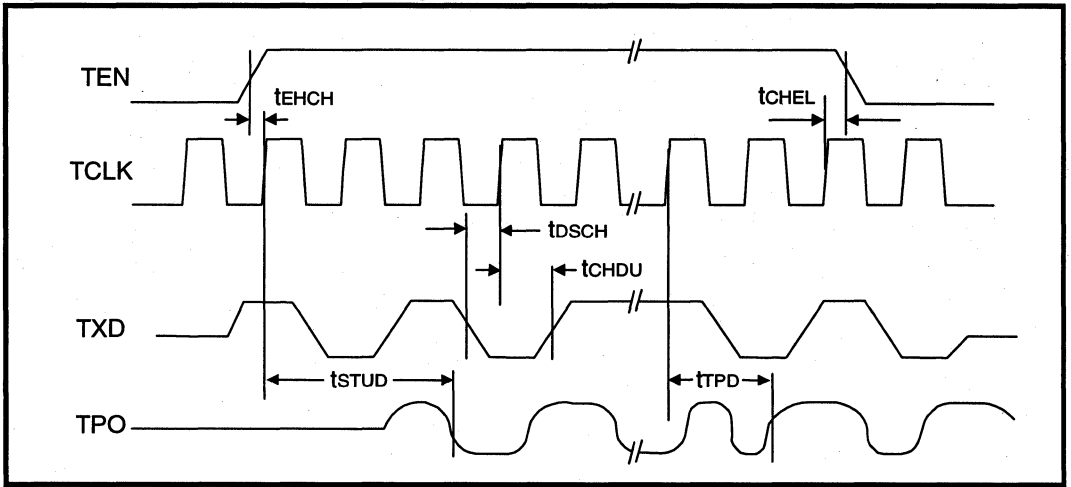 TEN
tEHCH
tCHEL
TCLK
tDSCH
tCHDU
TXD
tSTUD
tTPD
TPO